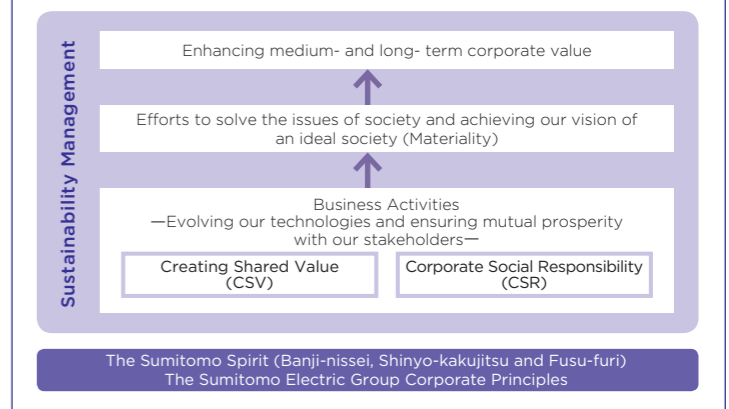 Sustainability Management
Enhancing medium- and long- term corporate value
Efforts to solve the issues of society and achieving our vision of
an ideal society (Materiality)
Business Activities
—Evolving our technologies and ensuring mutual prosperity
with our stakeholders—
Creating Shared Value
(CSV)
Corporate Social Responsibility
(CSR)
The Sumitomo Spirit (Banji-nissei, Shinyo-kakujitsu and Fusu-furi)
The Sumitomo Electric Group Corporate Principles